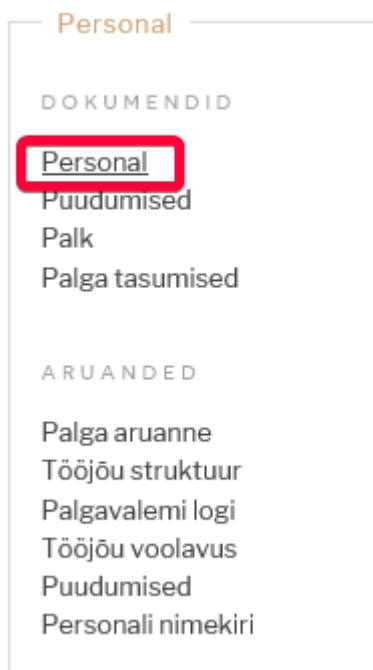 Personal
DOKUMENDID
Personal
Puudumised
Palk
Palga tasumised
ARUANDED
Palga aruanne
Tööjõu struktuur
Palgavalemi logi
Tööjõu voolavus
Puudumised
Personali nimekiri